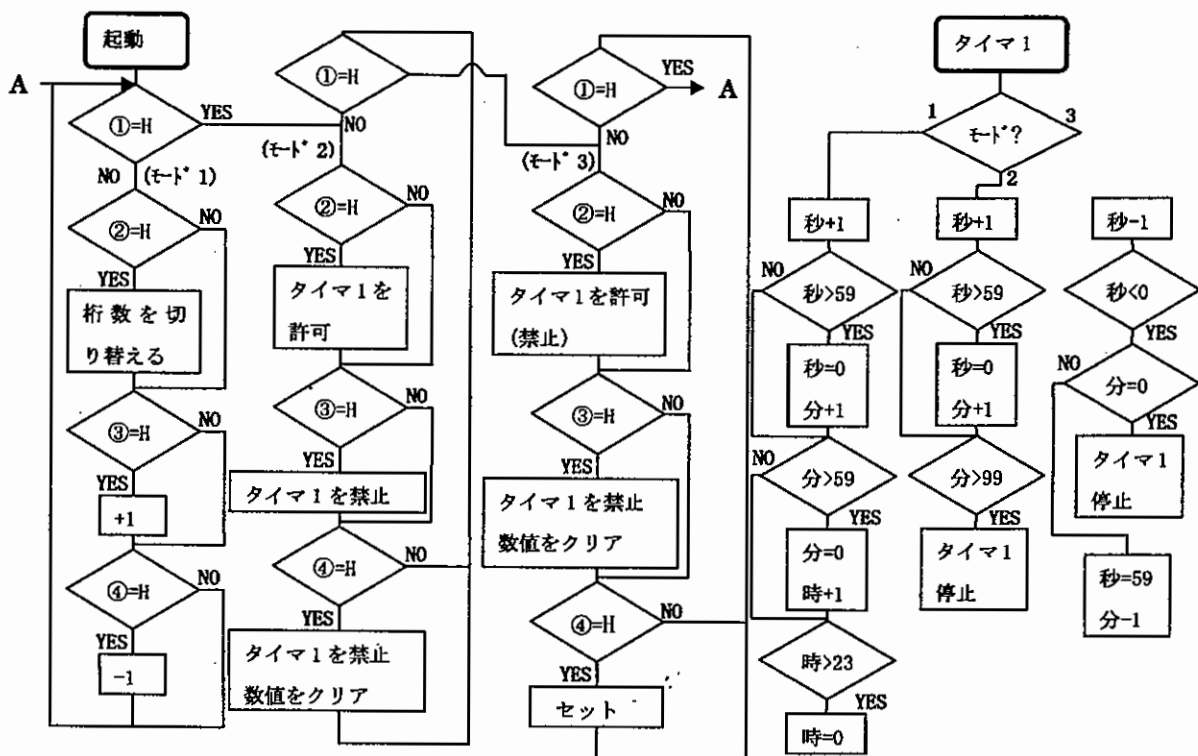 起動
A
①=H
YES
NO
(モード1)
②=H
NO
YES
桁数を切
り替える
③=H
NO
YES
+1
④=H
NO
YES
-1
①=H
NO
(モード2)
②=H
NO
YES
タイマ1を
許可
③=H
NO
YES
タイマ1を禁止
④=H
NO
YES
タイマ1を禁止
数値をクリア
①=H
YES
A
NO
(モード3)
②=H
NO
YES
タイマ1を許可
(禁止)
③=H
NO
YES
タイマ1を禁止
数値をクリア
④=H
NO
YES
セット
タイマ1
モード?
1
3
2
秒+1
NO
秒>59
YES
秒=0
分+1
NO
分>59
YES
分=0
時+1
時>23
YES
時=0
秒+1
NO
秒>59
YES
秒=0
分+1
分>99
YES
タイマ1
停止
秒-1
秒<0
YES
NO
分=0
YES
タイマ1
停止
秒=59
分-1